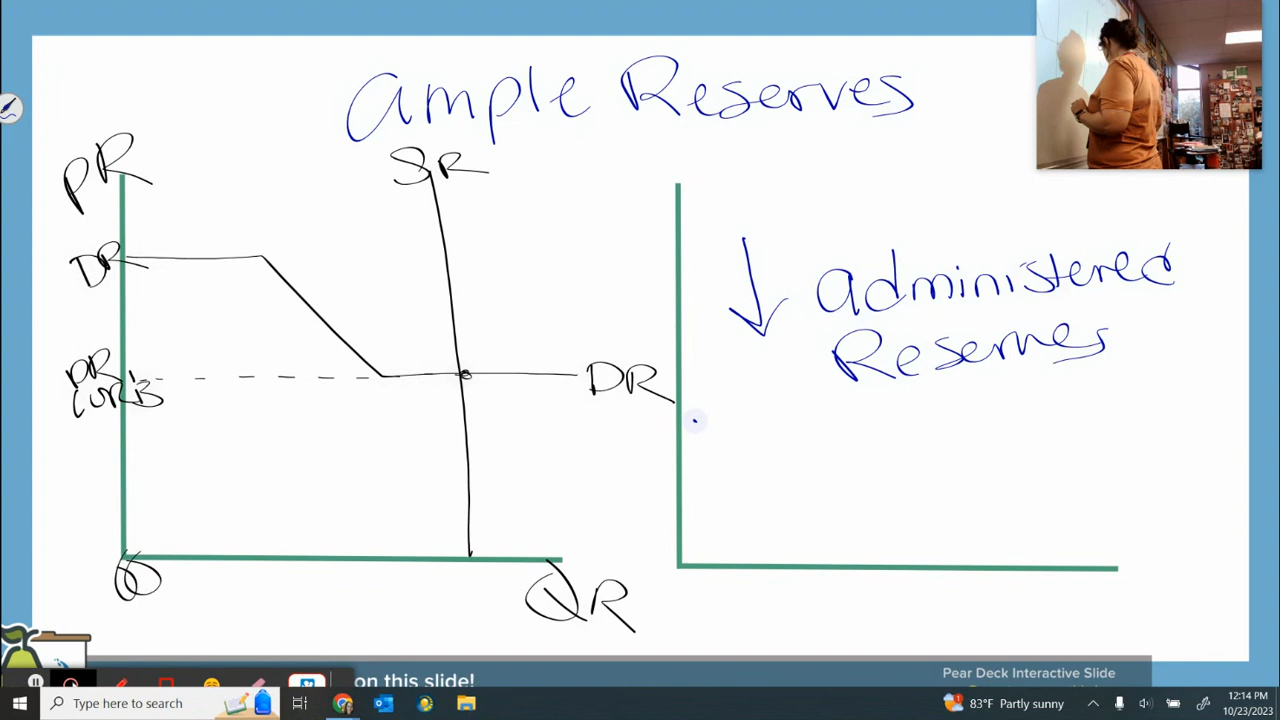 Ample Reserves
PR
SR
DR
PR
IORB
DR
↓ Administered
Reserves
0
QR
on this slide!
Pear Deck Interactive Slide
Type here to search
83°F Partly sunny
12:14 PM
10/23/2023